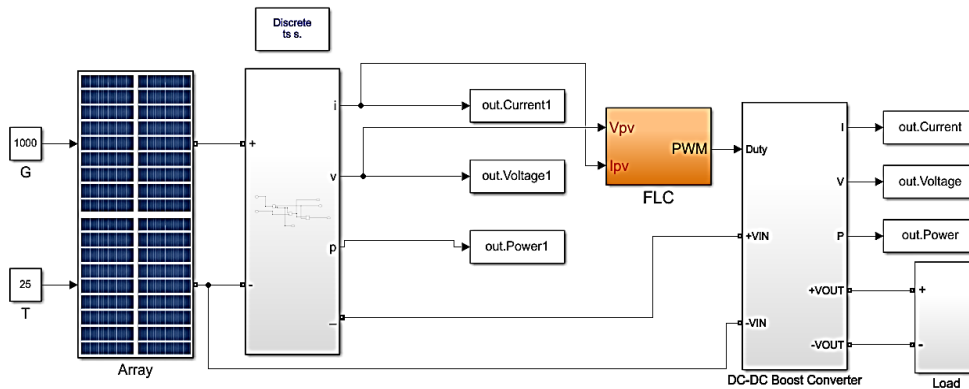 Discrete
ts s.
1000
G
25
T
Array
+
-
i
v
p
_
out.Current1
out.Voltage1
out.Power1
Vpv
Ipv
PWM
FLC
Duty
+VIN
-VIN
I
V
P
+VOUT
-VOUT
DC-DC Boost Converter
out.Current
out.Voltage
out.Power
+
-
Load